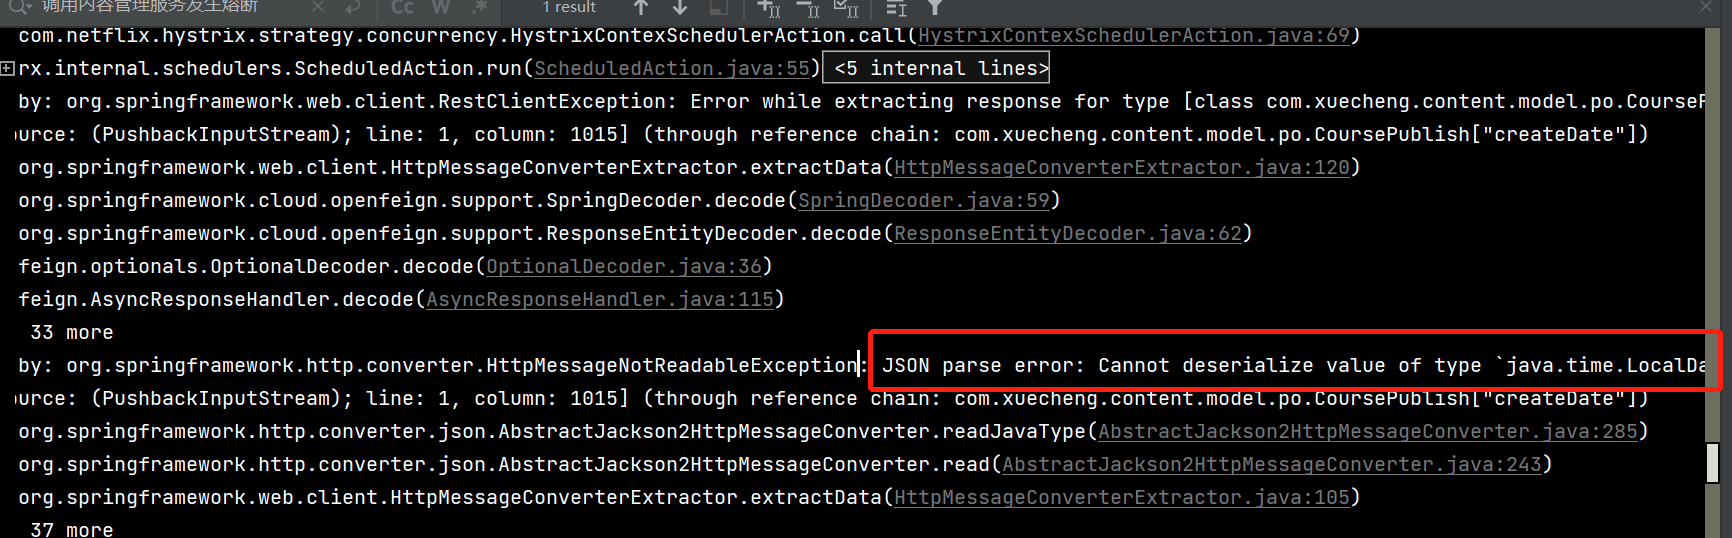 调用内容管理服务发生熔断
Cc W .* 1 result
com.netflix.hystrix.strategy.concurrency.HystrixContexSchedulerAction.call(HystrixContexSchedulerAction.java:69)
rx.internal.schedulers.ScheduledAction.run(ScheduledAction.java:55) <5 internal lines>
by: org.springframework.web.client.RestClientException: Error while extracting response for type [class com.xuecheng.content.model.po.CourseP
ource: (PushbackInputStream); line: 1, column: 1015] (through reference chain: com.xuecheng.content.model.po.CoursePublish["createDate"])
org.springframework.web.client.HttpMessageConverterExtractor.extractData(HttpMessageConverterExtractor.java:120)
org.springframework.cloud.openfeign.support.SpringDecoder.decode(SpringDecoder.java:59)
org.springframework.cloud.openfeign.support.ResponseEntityDecoder.decode(ResponseEntityDecoder.java:62)
feign.optionals.OptionalDecoder.decode(OptionalDecoder.java:36)
feign.AsyncResponseHandler.decode(AsyncResponseHandler.java:115)
33 more
by: org.springframework.http.converter.HttpMessageNotReadableException: JSON parse error: Cannot deserialize value of type `java.time.LocalDa
ource: (PushbackInputStream); line: 1, column: 1015] (through reference chain: com.xuecheng.content.model.po.CoursePublish["createDate"])
org.springframework.http.converter.json.AbstractJackson2HttpMessageConverter.readJavaType(AbstractJackson2HttpMessageConverter.java:285)
org.springframework.http.converter.json.AbstractJackson2HttpMessageConverter.read(AbstractJackson2HttpMessageConverter.java:243)
org.springframework.web.client.HttpMessageConverterExtractor.extractData(HttpMessageConverterExtractor.java:105)
37 more